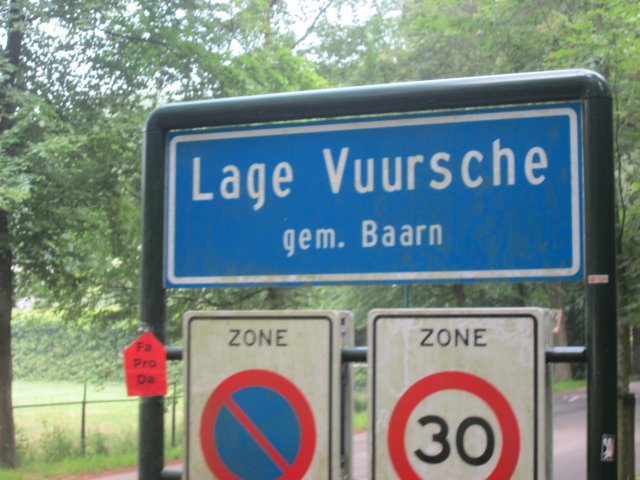 Lage Vuursche
gem. Baarn
ZONE
ZONE
Fa
Pro
Da
30